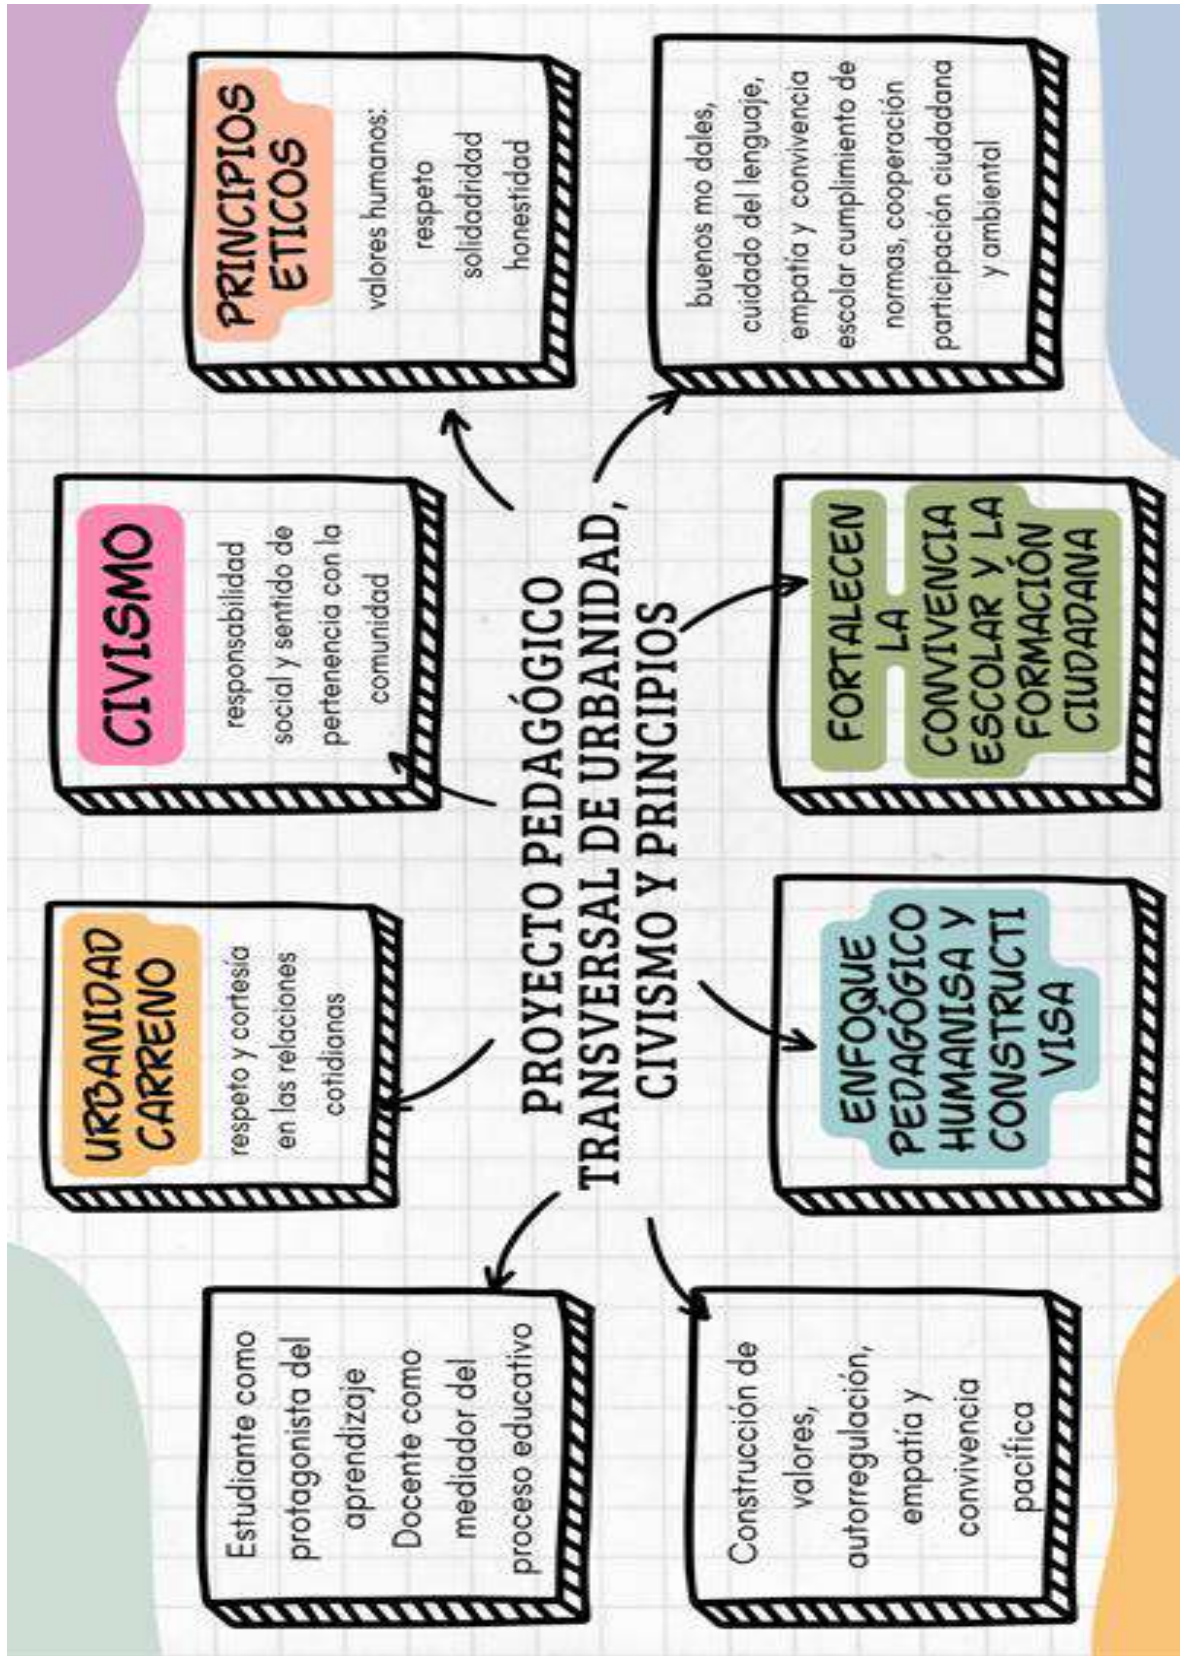 Estudiante como
protagonista del
aprendizaje
Docente como
mediador del
proceso educativo
URBANIDAD
CARRENO
respeto y cortesía
en las relaciones
cotidianas
CIVISMO
responsabilidad
social y sentido de
pertenencia con la
comunidad
PRINCIPIOS
ETICOS
valores humanos:
respeto
solidadridad
honestidad
PROYECTO PEDAGÓGICO
TRANSVERSAL DE URBANIDAD,
CIVISMO Y PRINCIPIOS
Construcción de
valores,
autorregulación,
empatía y
convivencia
pacífica
ENFOQUE
PEDAGÓGICO
HUMANISA Y
CONSTRUCTI
VISA
FORTALECEN
LA
CONVIVENCIA
ESCOLAR Y LA
FORMACIÓN
CIUDADANA
buenos mo dales,
cuidado del lenguaje,
empatía y convivencia
escolar cumplimiento de
normas, cooperación
participación ciudadana
y ambiental